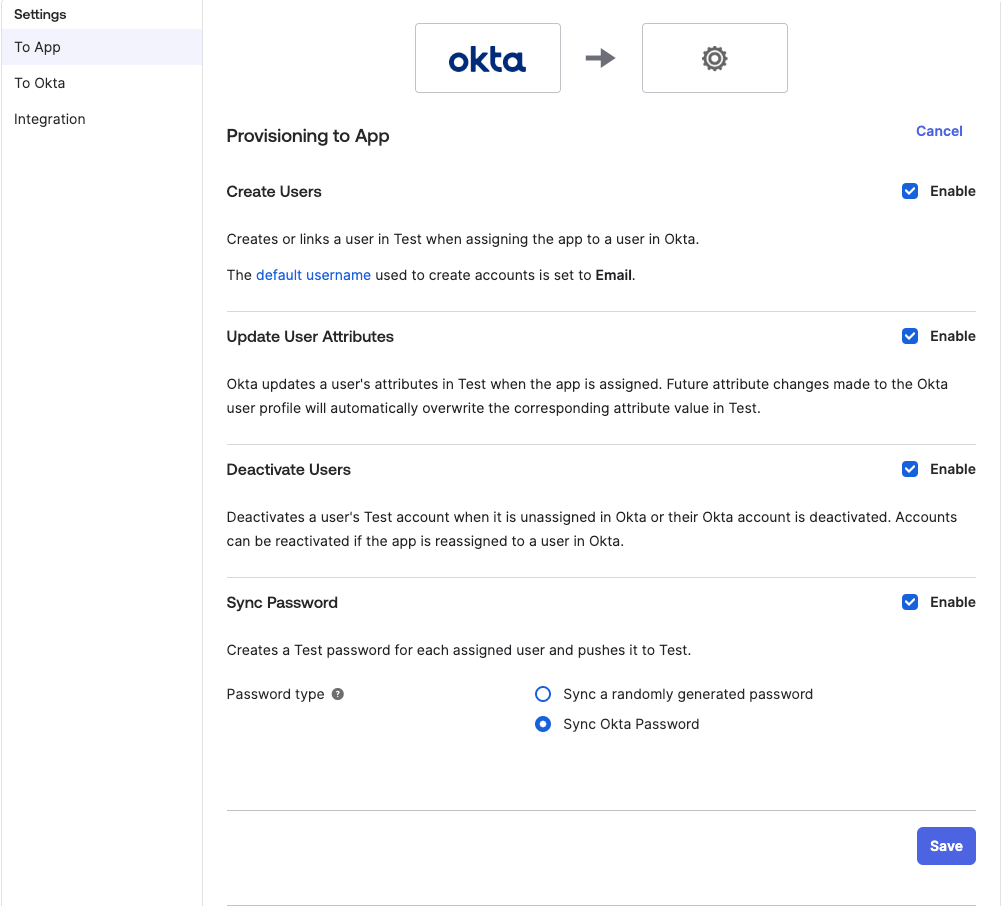 Settings
To App
To Okta
Integration
okta
Provisioning to App
Cancel
Create Users
Enable
Creates or links a user in Test when assigning the app to a user in Okta.
The default username used to create accounts is set to Email.
Update User Attributes
Enable
Okta updates a user's attributes in Test when the app is assigned. Future attribute changes made to the Okta
user profile will automatically overwrite the corresponding attribute value in Test.
Deactivate Users
Enable
Deactivates a user's Test account when it is unassigned in Okta or their Okta account is deactivated. Accounts
can be reactivated if the app is reassigned to a user in Okta.
Sync Password
Enable
Creates a Test password for each assigned user and pushes it to Test.
Password type ?
Sync a randomly generated password
Sync Okta Password
Save